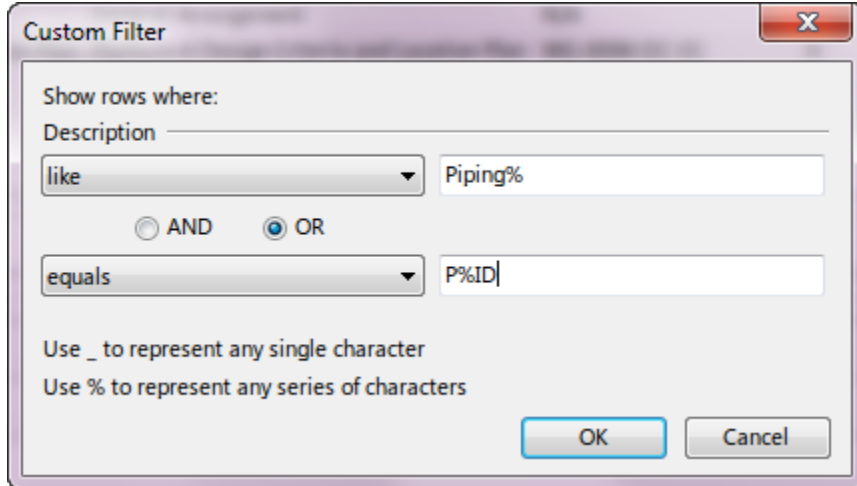 Custom Filter
Show rows where:
Description
like Piping%
AND OR
equals P%ID
Use _ to represent any single character
Use % to represent any series of characters
OK Cancel